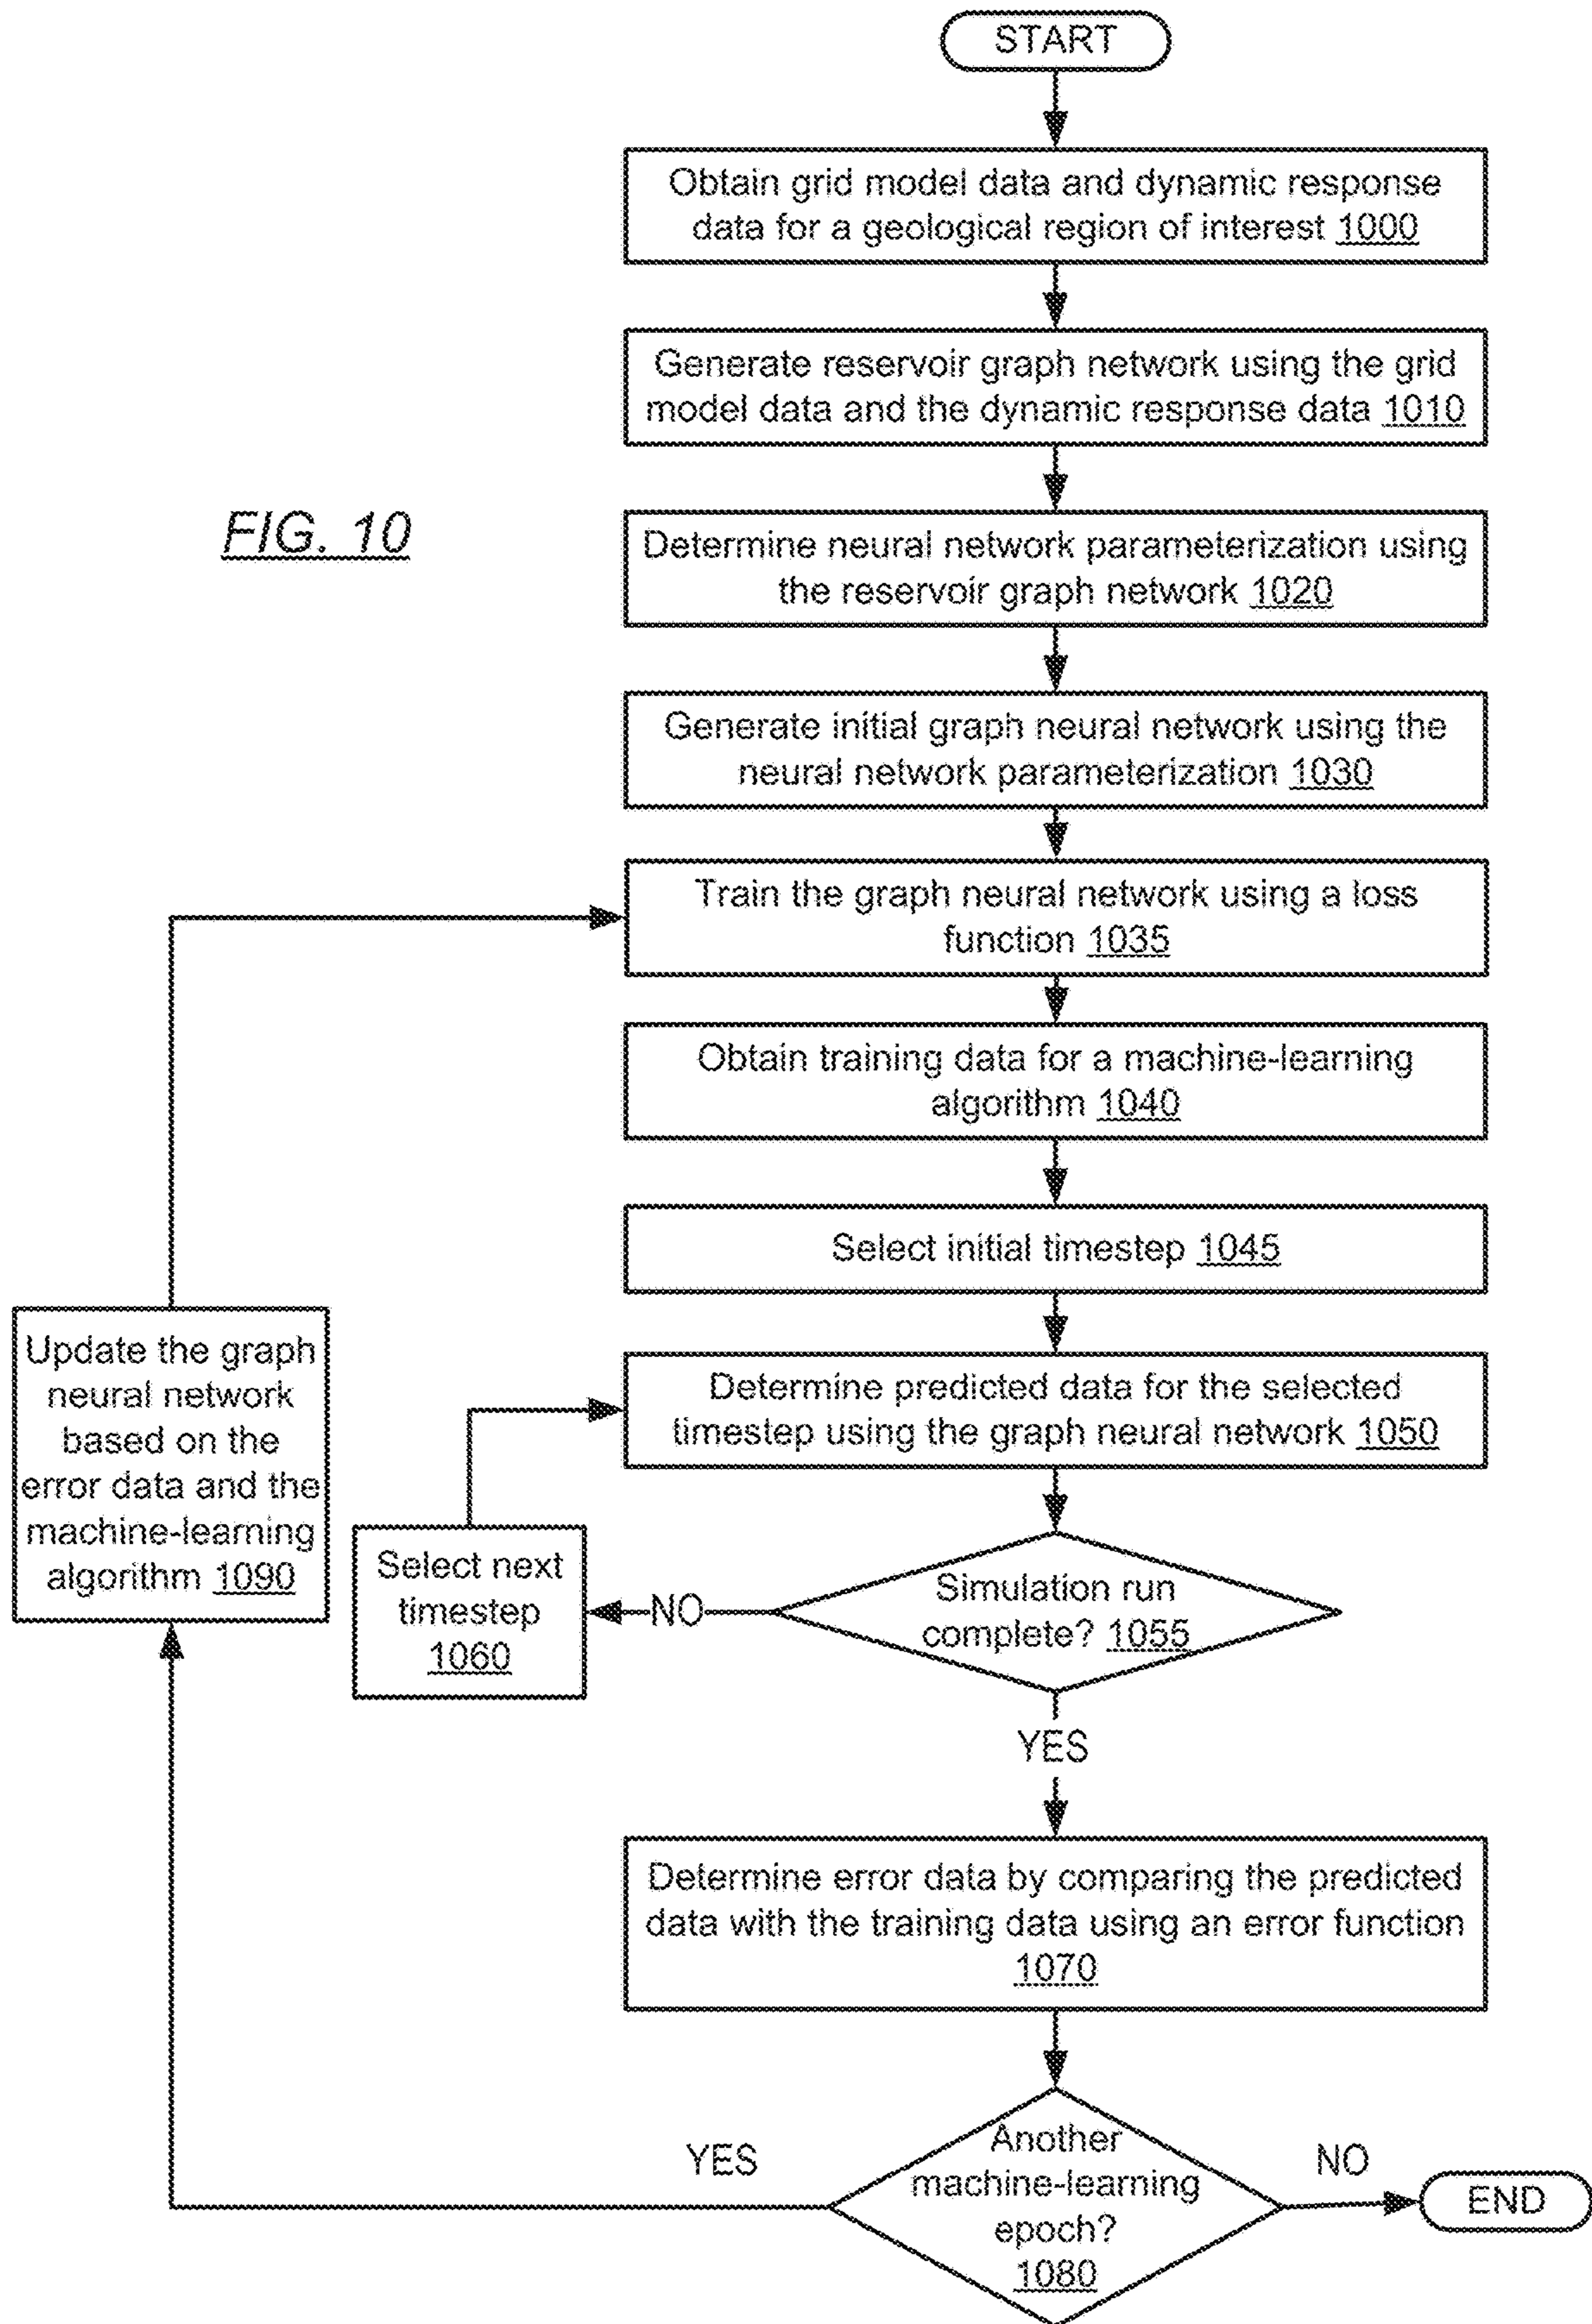 START
Obtain grid model data and dynamic response
data for a geological region of interest 1000
Generate reservoir graph network using the grid
model data and the dynamic response data 1010
FIG. 10
Determine neural network parameterization using
the reservoir graph network 1020
Generate initial graph neural network using the
neural network parameterization 1030
Train the graph neural network using a loss
function 1035
Obtain training data for a machine-learning
algorithm 1040
Select initial timestep 1045
Update the graph
neural network
based on the
error data and the
machine-learning
algorithm 1090
Determine predicted data for the selected
timestep using the graph neural network 1050
Select next
timestep
1060
NO
Simulation run
complete? 1055
YES
Determine error data by comparing the predicted
data with the training data using an error function
1070
YES
Another
machine-learning
epoch?
1080
NO
END